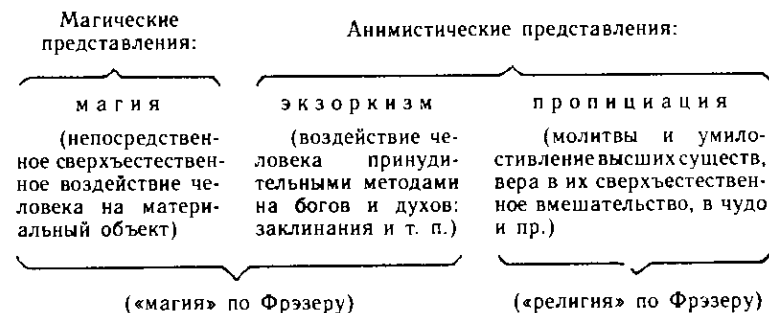 Магические
представления:
Анимистические представления:
магия
(непосредствен-
ное сверхъестествен-
ное воздействие че-
ловека на матери-
альный объект)
экзоркизм
(воздействие че-
ловека принуди-
тельными методами
на богов и духов:
заклинания и т. п.)
пропициация
(молитвы и умило-
стивление высших существ,
вера в их сверхъестествен-
ное вмешательство, в чудо
и пр.)
(«магия» по Фрэзеру)
(«религия» по Фрэзеру)